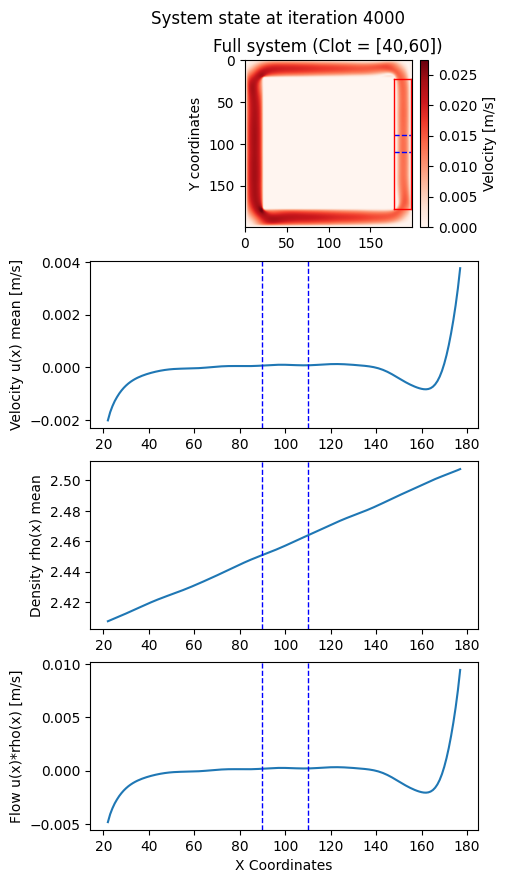 System state at iteration 4000
Full system (Clot = [40,60])
Y coordinates
0
50
100
150
0 50 100 150
0.025
0.020
0.015
0.010
0.005
0.000
Velocity [m/s]
Velocity u(x) mean [m/s]
0.004
0.002
0.000
−0.002
20 40 60 80 100 120 140 160 180
Density rho(x) mean
2.50
2.48
2.46
2.44
2.42
20 40 60 80 100 120 140 160 180
Flow u(x)*rho(x) [m/s]
0.010
0.005
0.000
−0.005
20 40 60 80 100 120 140 160 180
X Coordinates